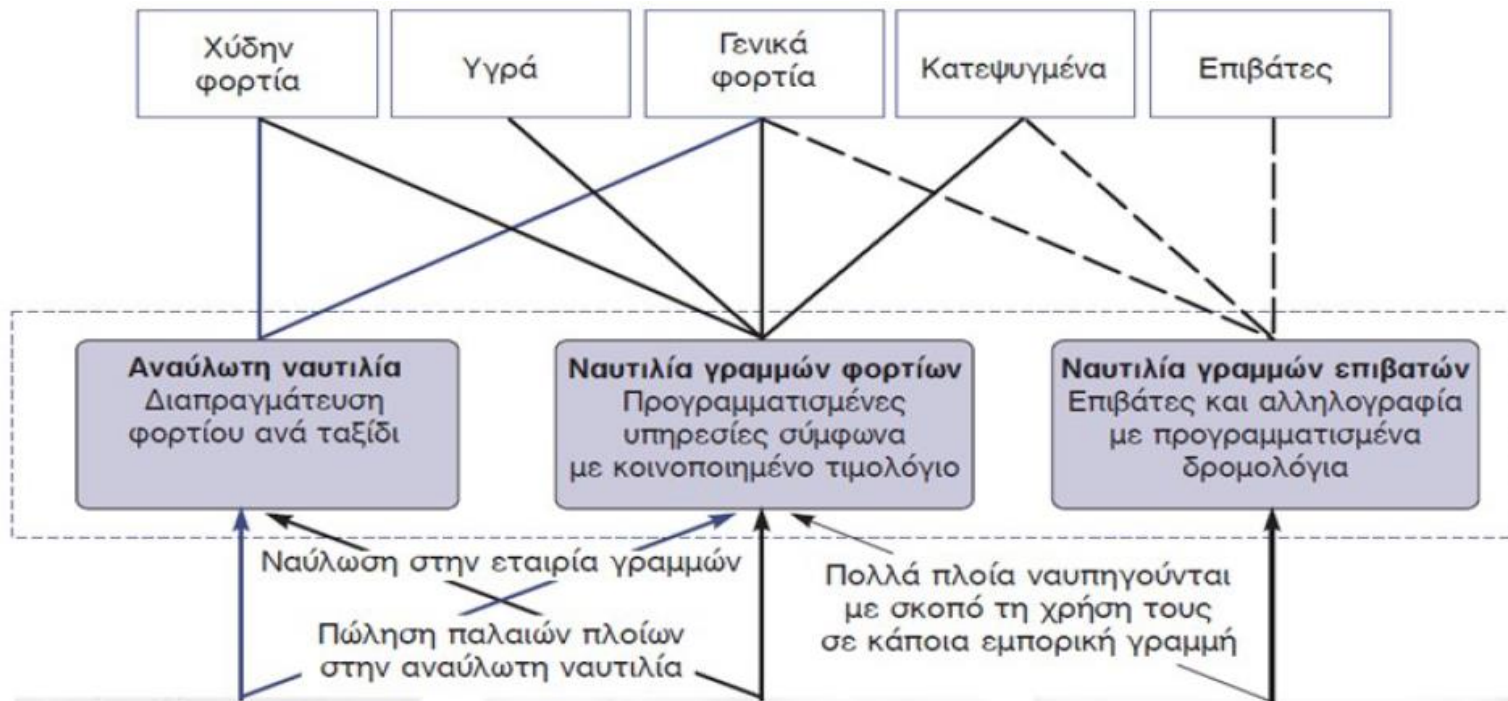 Χύδην
φορτία
Υγρά
Γενικά
φορτία
Κατεψυγμένα
Επιβάτες
Αναύλωτη ναυτιλία
Διαπραγμάτευση
φορτίου ανά ταξίδι
Ναυτιλία γραμμών φορτίων
Προγραμματισμένες
υπηρεσίες σύμφωνα
με κοινοποιημένο τιμολόγιο
Ναυτιλία γραμμών επιβατών
Επιβάτες και αλληλογραφία
με προγραμματισμένα
δρομολόγια
Ναύλωση στην εταιρία γραμμών
Πώληση παλαιών πλοίων
στην αναύλωτη ναυτιλία
Πολλά πλοία ναυπηγούνται
με σκοπό τη χρήση τους
σε κάποια εμπορική γραμμή